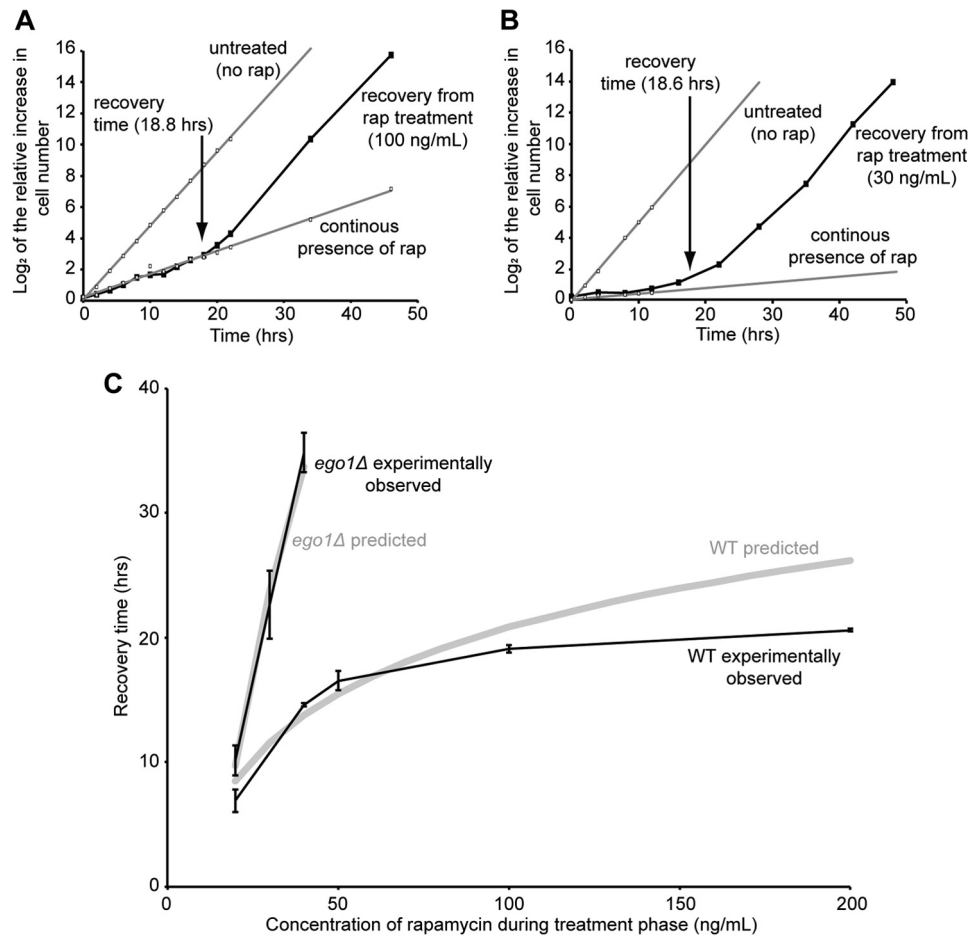 A
Log₂ of the relative increase in
cell number
16
14
12
10
8
6
4
2
0
0
10
20
30
40
50
Time (hrs)
untreated
(no rap)
recovery
time (18.8 hrs)
recovery from
rap treatment
(100 ng/mL)
continous
presence of rap
B
Log₂ of the relative increase in
cell number
16
14
12
10
8
6
4
2
0
0
10
20
30
40
50
Time (hrs)
recovery
time (18.6 hrs)
untreated
(no rap)
recovery from
rap treatment
(30 ng/mL)
continous
presence of rap
C
Recovery time (hrs)
40
30
20
10
0
0
50
100
150
200
Concentration of rapamycin during treatment phase (ng/mL)
ego1Δ experimentally
observed
ego1Δ predicted
WT predicted
WT experimentally
observed